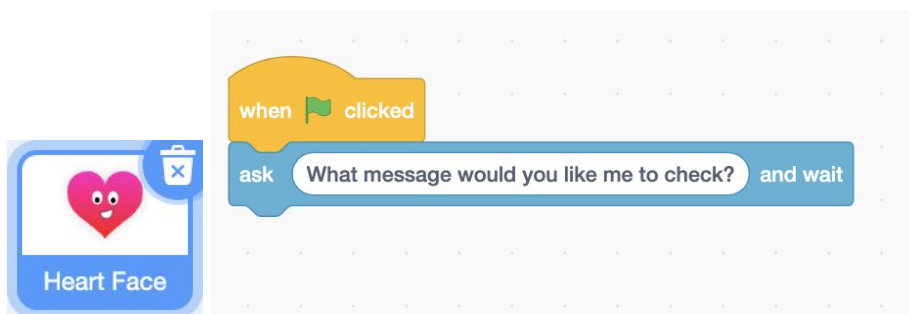 when clicked
ask What message would you like me to check? and wait
Heart Face